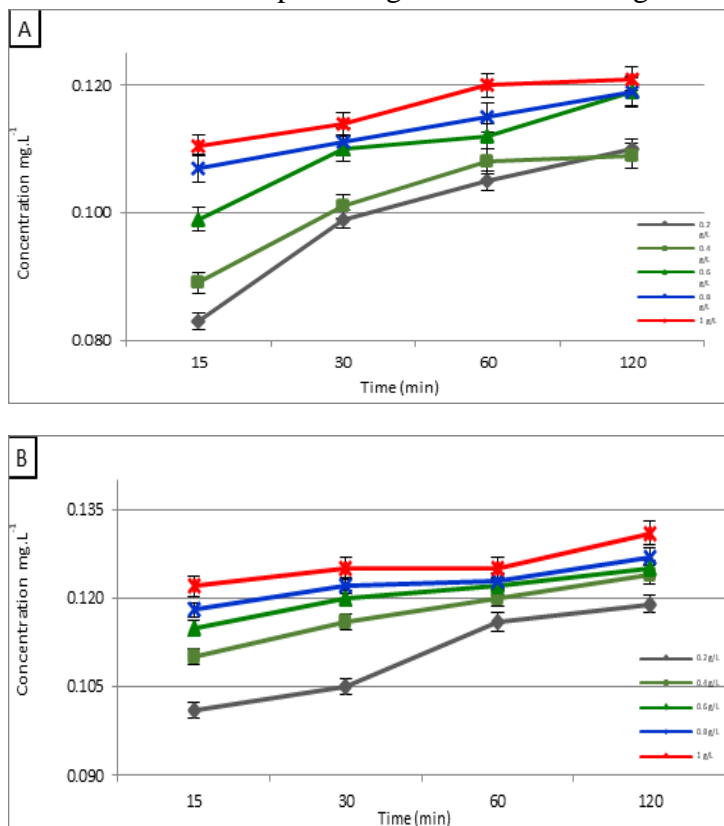 A
0.120
0.100
0.080
Concentration mg.L-1
15 30 60 120
Time (min)
0.2
g/L
0.4
g/L
0.6
g/L
0.8
g/L
1 g/L
B
0.135
0.120
0.105
0.090
Concentration mg.L-1
15 30 60 120
0.2g/L
0.4g/L
0.6g/L
0.8g/L
1 g/L